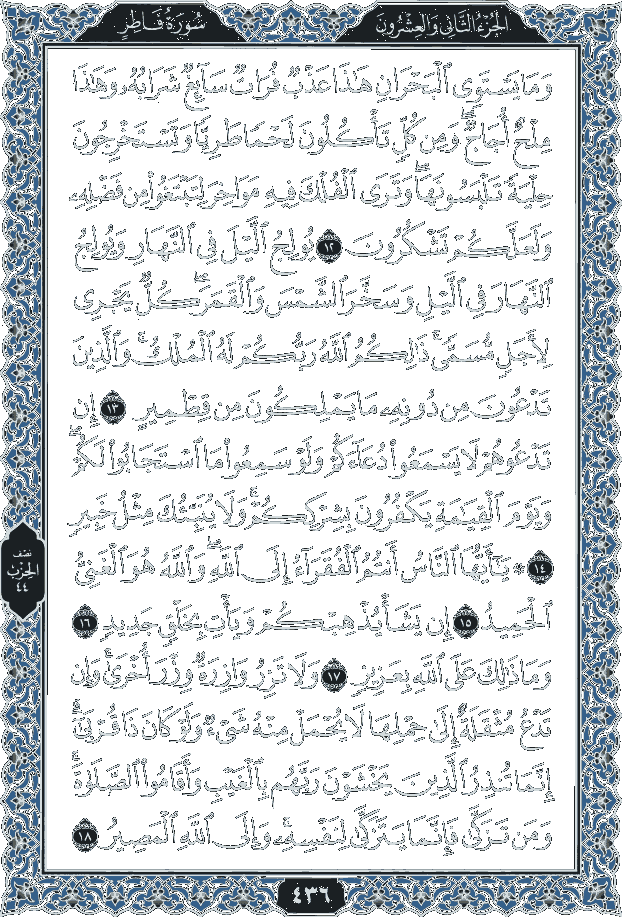 الجزء الثاني والعشرون
سورة فاطر
وَمَا يَسْتَوِى ٱلْبَحْرَانِ هَٰذَا عَذْبٌ فُرَاتٌ سَآئِغٌ شَرَابُهُۥ وَهَٰذَا
مِلْحٌ أُجَاجٌ ۖ وَمِن كُلٍّ تَأْكُلُونَ لَحْمًا طَرِيًّا وَتَسْتَخْرِجُونَ
حِلْيَةً تَلْبَسُونَهَا ۖ وَتَرَى ٱلْفُلْكَ فِيهِ مَوَاخِرَ لِتَبْتَغُوا۟ مِن فَضْلِهِۦ
وَلَعَلَّكُمْ تَشْكُرُونَ ١٢ يُولِجُ ٱلَّيْلَ فِى ٱلنَّهَارِ وَيُولِجُ
ٱلنَّهَارَ فِى ٱلَّيْلِ وَسَخَّرَ ٱلشَّمْسَ وَٱلْقَمَرَ ۖ كُلٌّ يَجْرِى
لِأَجَلٍ مُّسَمًّى ۚ ذَٰلِكُمُ ٱللَّهُ رَبُّكُمْ لَهُ ٱلْمُلْكُ ۚ وَٱلَّذِينَ
تَدْعُونَ مِن دُونِهِۦ مَا يَمْلِكُونَ مِن قِطْمِيرٍ ١٣ إِن
تَدْعُوهُمْ لَا يَسْمَعُوا۟ دُعَآءَكُمْ وَلَوْ سَمِعُوا۟ مَا ٱسْتَجَابُوا۟ لَكُمْ ۖ
وَيَوْمَ ٱلْقِيَٰمَةِ يَكْفُرُونَ بِشِرْكِكُمْ ۚ وَلَا يُنَبِّئُكَ مِثْلُ خَبِيرٍ
١٤ ۞ يَٰٓأَيُّهَا ٱلنَّاسُ أَنتُمُ ٱلْفُقَرَآءُ إِلَى ٱللَّهِ ۖ وَٱللَّهُ هُوَ ٱلْغَنِىُّ
نصف
الحزب
٤٤
ٱلْحَمِيدُ ١٥ إِن يَشَأْ يُذْهِبْكُمْ وَيَأْتِ بِخَلْقٍ جَدِيدٍ ١٦
وَمَا ذَٰلِكَ عَلَى ٱللَّهِ بِعَزِيزٍ ١٧ وَلَا تَزِرُ وَازِرَةٌ وِزْرَ أُخْرَىٰ ۚ وَإِن
تَدْعُ مُثْقَلَةٌ إِلَىٰ حِمْلِهَا لَا يُحْمَلْ مِنْهُ شَىْءٌ وَلَوْ كَانَ ذَا قُرْبَىٰٓ ۗ
إِنَّمَا تُنذِرُ ٱلَّذِينَ يَخْشَوْنَ رَبَّهُم بِٱلْغَيْبِ وَأَقَامُوا۟ ٱلصَّلَوٰةَ ۚ
وَمَن تَزَكَّىٰ فَإِنَّمَا يَتَزَكَّىٰ لِنَفْسِهِۦ ۚ وَإِلَى ٱللَّهِ ٱلْمَصِيرُ ١٨
٤٣٦